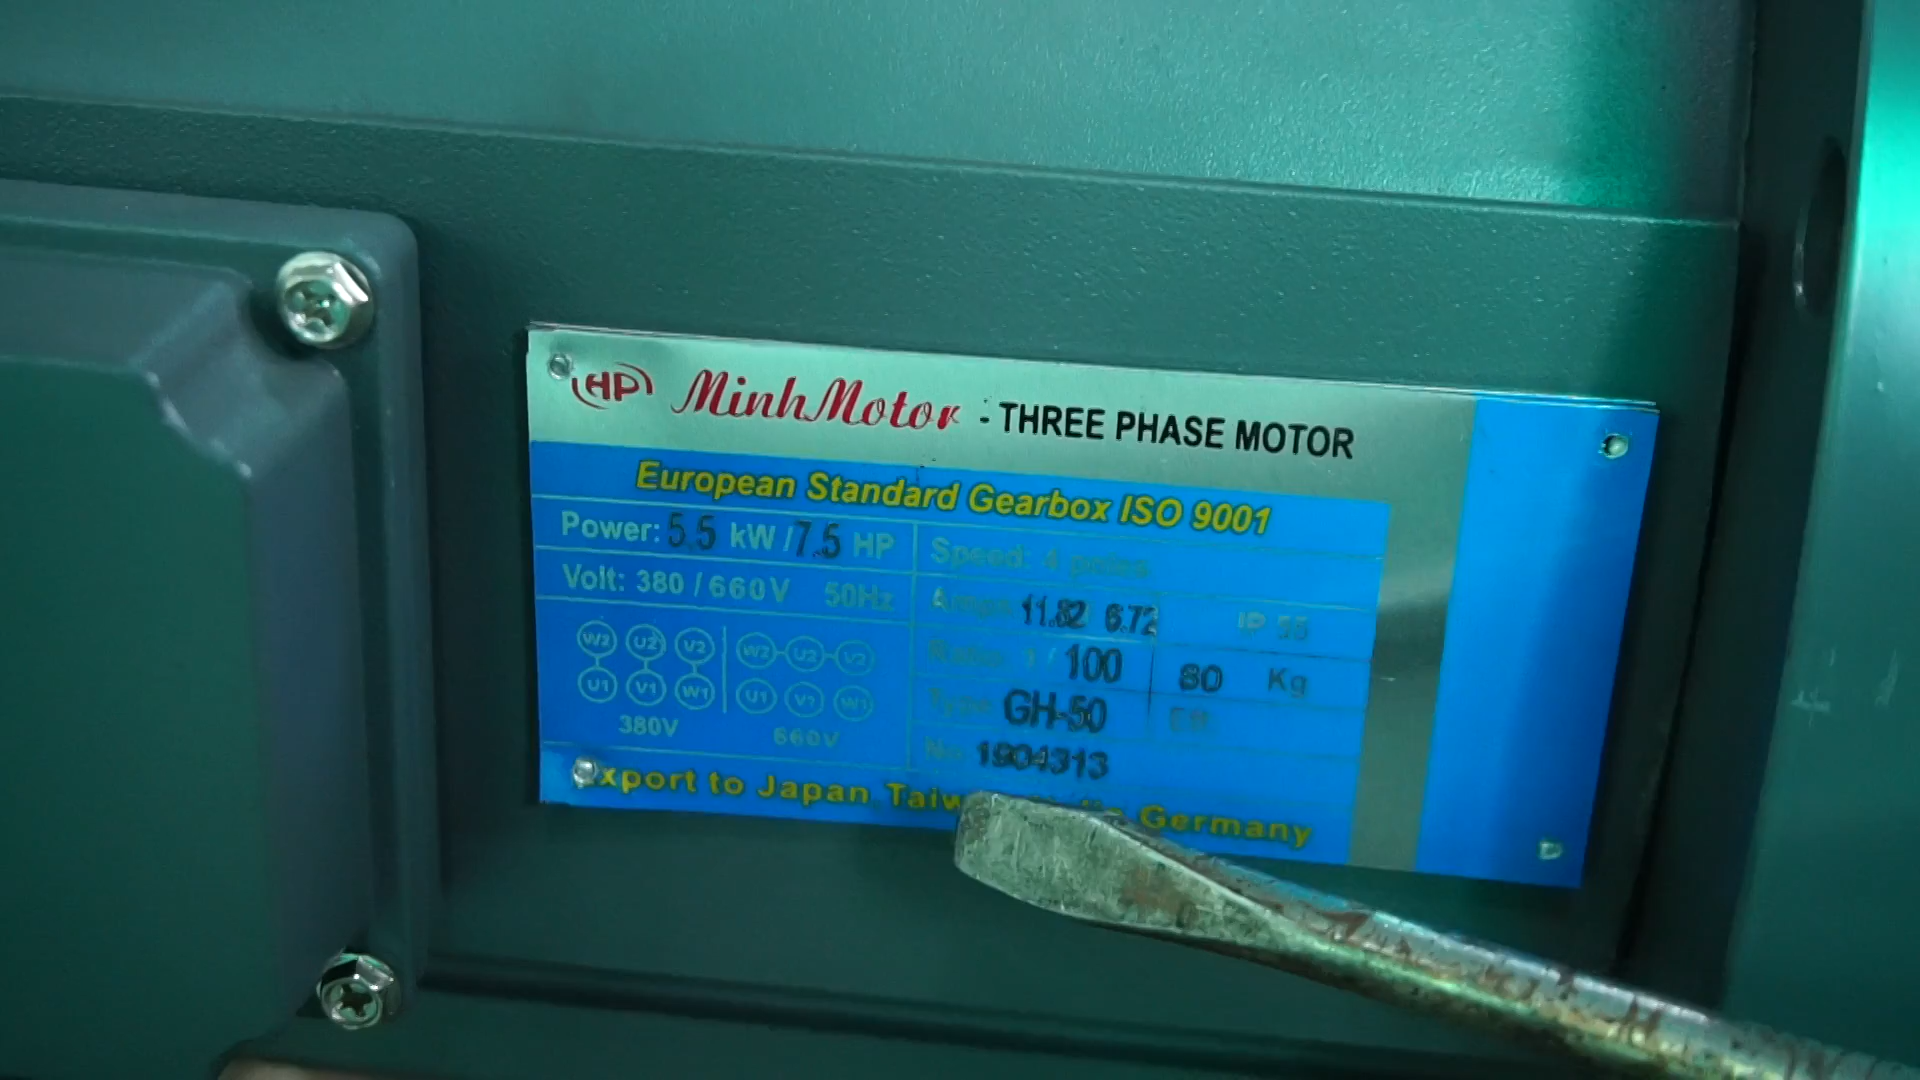 HP MinhMotor - THREE PHASE MOTOR
European Standard Gearbox ISO 9001
Power: 5.5 kW / 7.5 HP
Speed: 4 poles
Volt: 380 / 660V 50Hz
Amps 11.82 6.72 IP 55
W2 U2 V2 W2 U2 V2
Ratio: 1 / 100 80 Kg
U1 V1 W1 U1 V1 W1
Type GH-50 Eff:
380V 660V
No 1904313
Export to Japan, Germany